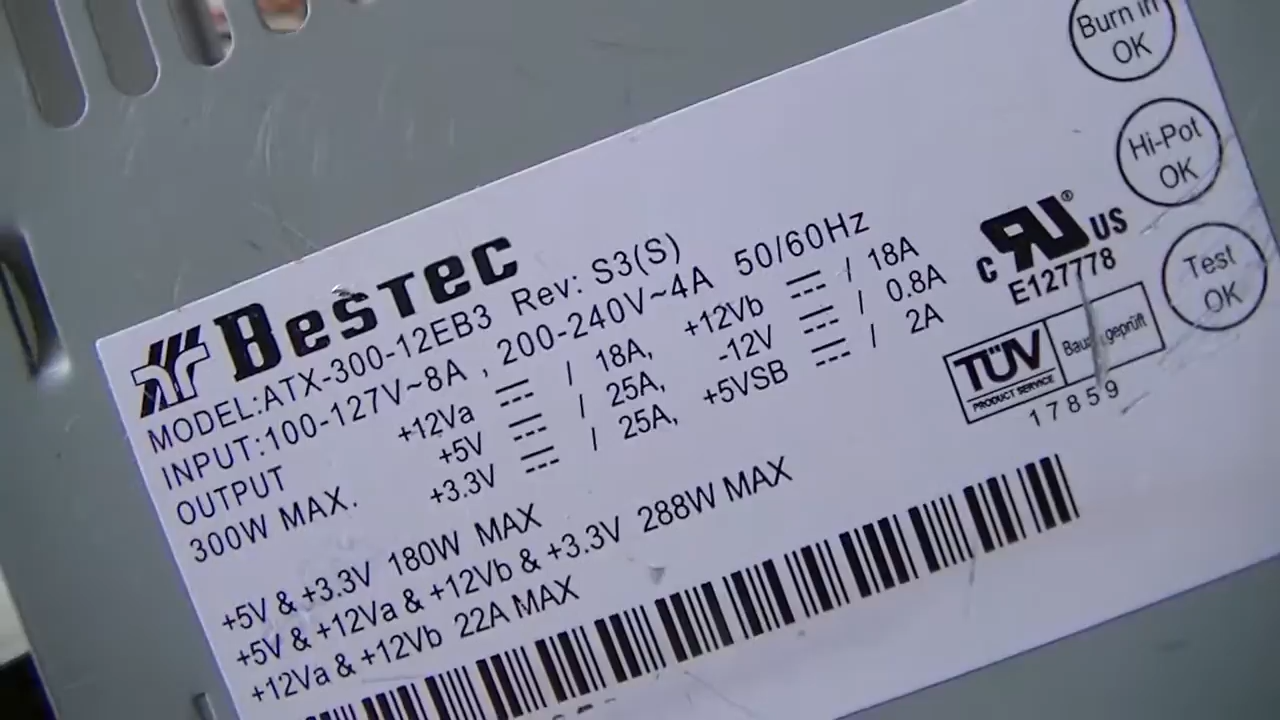 Bestec
MODEL:ATX-300-12EB3 Rev: S3(S)
INPUT:100-127V~8A , 200-240V~4A 50/60Hz
OUTPUT +12Va ⎓ / 18A, +12Vb ⎓ / 18A
300W MAX. +5V ⎓ / 25A, -12V ⎓ / 0.8A
+3.3V ⎓ / 25A, +5VSB ⎓ / 2A
+5V & +3.3V 180W MAX
+5V & +12Va & +12Vb & +3.3V 288W MAX
+12Va & +12Vb 22A MAX
Burn in
OK
Hi-Pot
OK
Test
OK
c RU ® US
E127778
TÜV
PRODUCT SERVICE
geprüft
17859